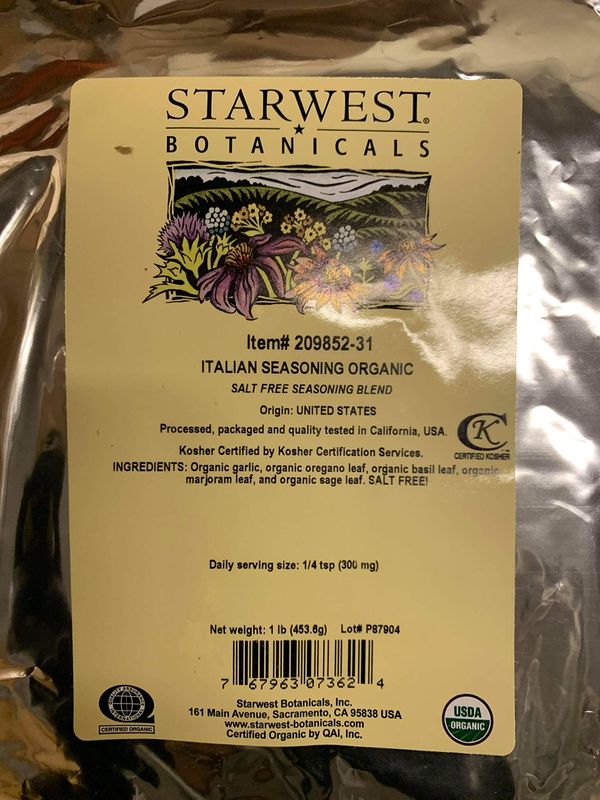 STARWEST®
BOTANICALS
Item# 209852-31
ITALIAN SEASONING ORGANIC
SALT FREE SEASONING BLEND
Origin: UNITED STATES
Processed, packaged and quality tested in California, USA.
Kosher Certified by Kosher Certification Services.
K
CERTIFIED KOSHER
INGREDIENTS: Organic garlic, organic oregano leaf, organic basil leaf, organic
marjoram leaf, and organic sage leaf. SALT FREE!
Daily serving size: 1/4 tsp (300 mg)
Net weight: 1 lb (453.6g) Lot# P87904
7 67963 07362 4
Starwest Botanicals, Inc.
161 Main Avenue, Sacramento, CA 95838 USA
www.starwest-botanicals.com
Certified Organic by QAI, Inc.
QUALITY ASSURANCE
INTERNATIONAL
CERTIFIED ORGANIC
USDA
ORGANIC